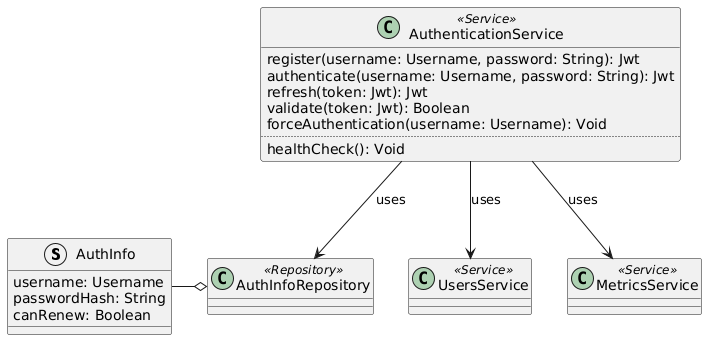 «Service»
C AuthenticationService
register(username: Username, password: String): Jwt
authenticate(username: Username, password: String): Jwt
refresh(token: Jwt): Jwt
validate(token: Jwt): Boolean
forceAuthentication(username: Username): Void
healthCheck(): Void
uses
uses
uses
S AuthInfo
username: Username
passwordHash: String
canRenew: Boolean
«Repository»
C AuthInfoRepository
«Service»
C UsersService
«Service»
C MetricsService